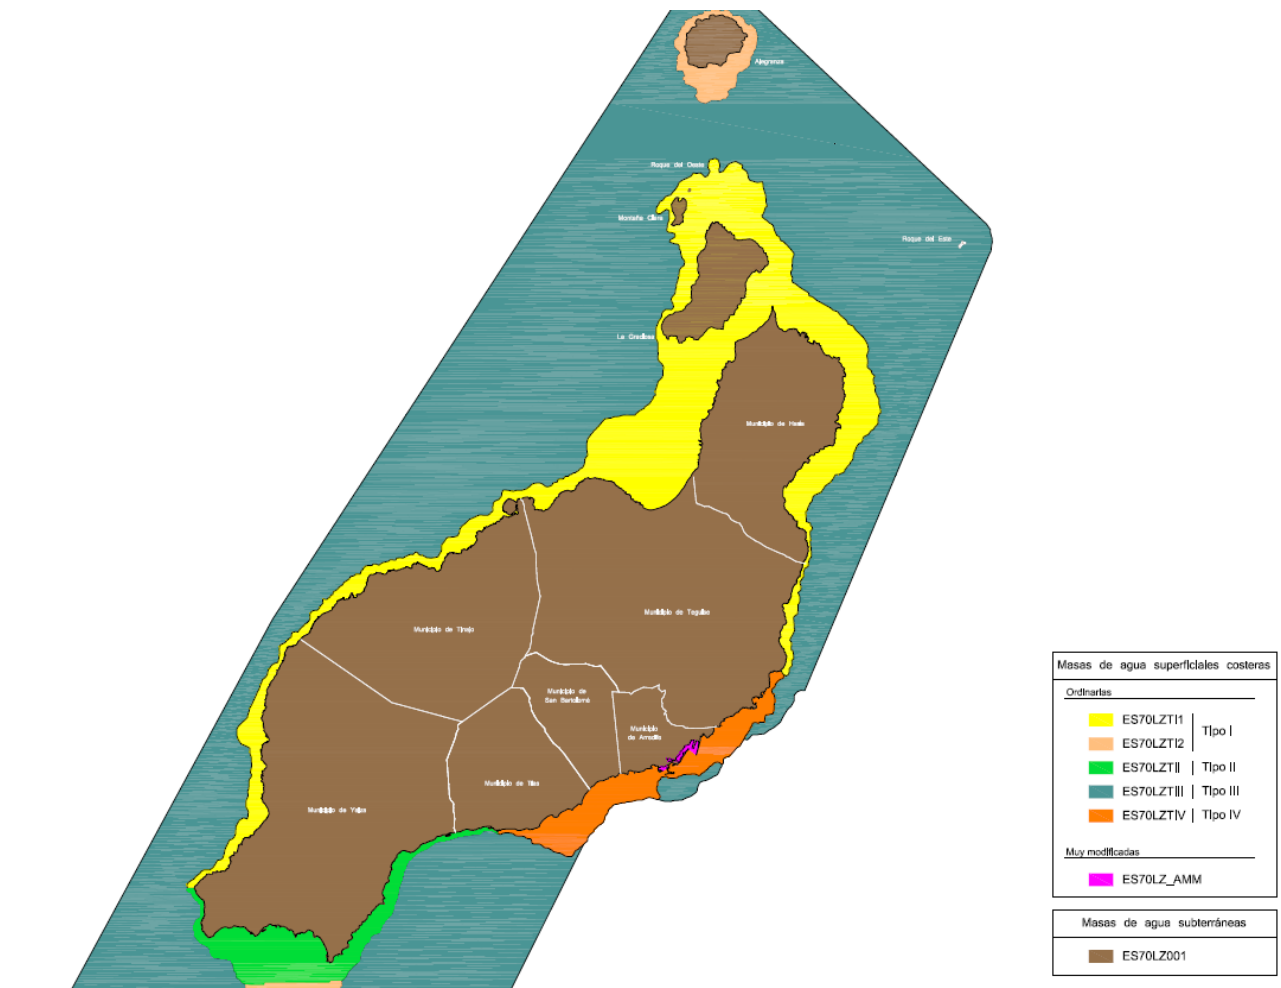 Alegranza
Roque del Oeste
Montaña Clara
Roque del Este
La Graciosa
Municipio de Haría
Municipio de Teguise
Municipio de Tinajo
Municipio de
San Bartolomé
Municipio
de Arrecife
Municipio de Tías
Municipio de Yaiza
Masas de agua superficiales costeras
Ordinarias
ES70LZTI1
Tipo I
ES70LZTI2
ES70LZTII Tipo II
ES70LZTIII Tipo III
ES70LZTIV Tipo IV
Muy modificadas
ES70LZ_AMM
Masas de agua subterráneas
ES70LZ001